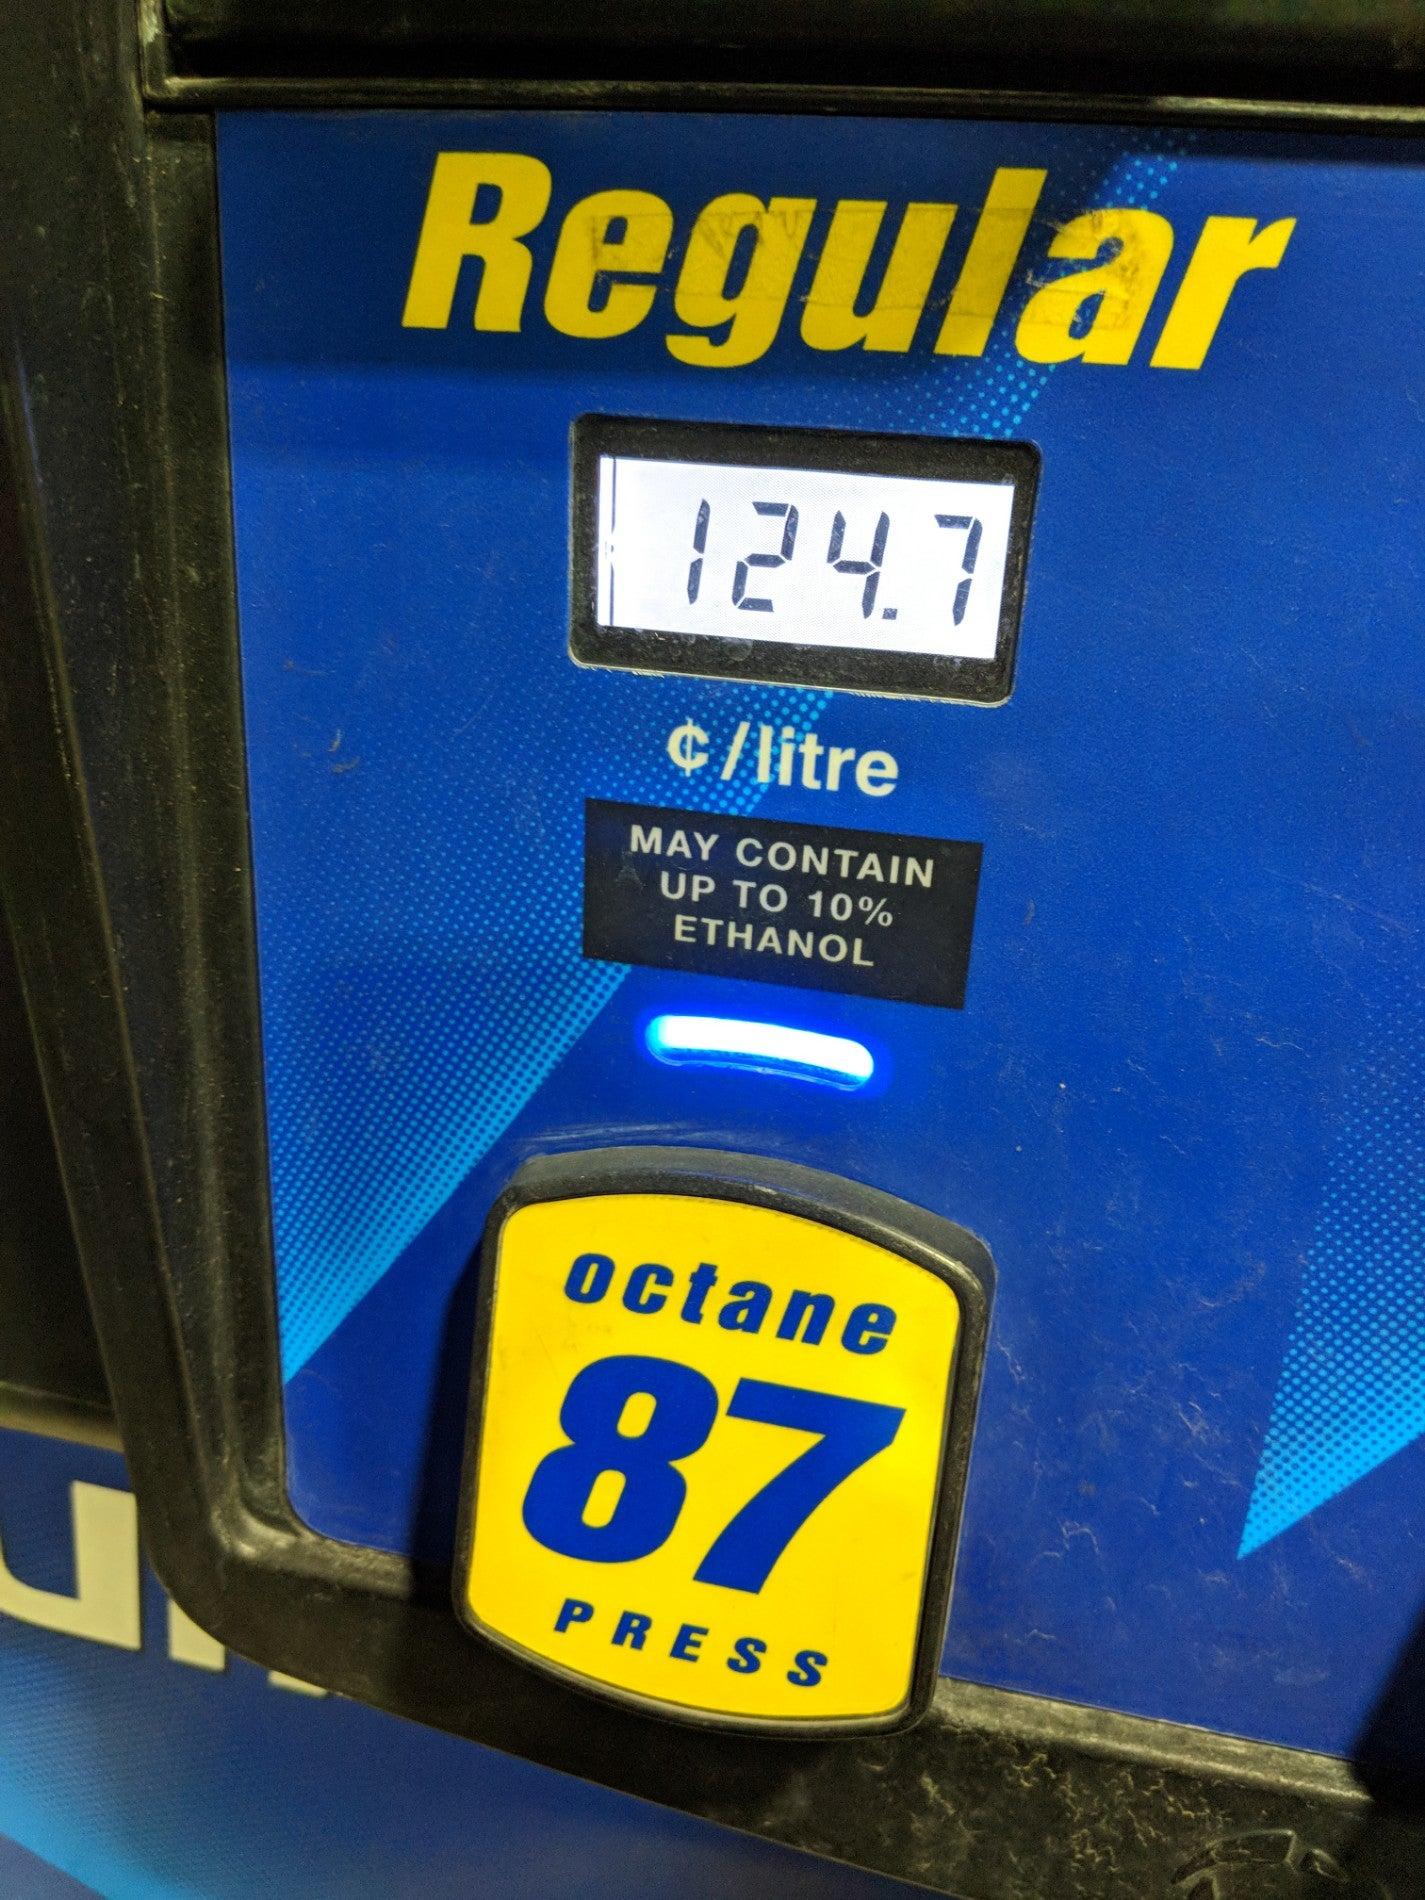 Regular
124.7
¢/litre
MAY CONTAIN
UP TO 10%
ETHANOL
octane
87
PRESS